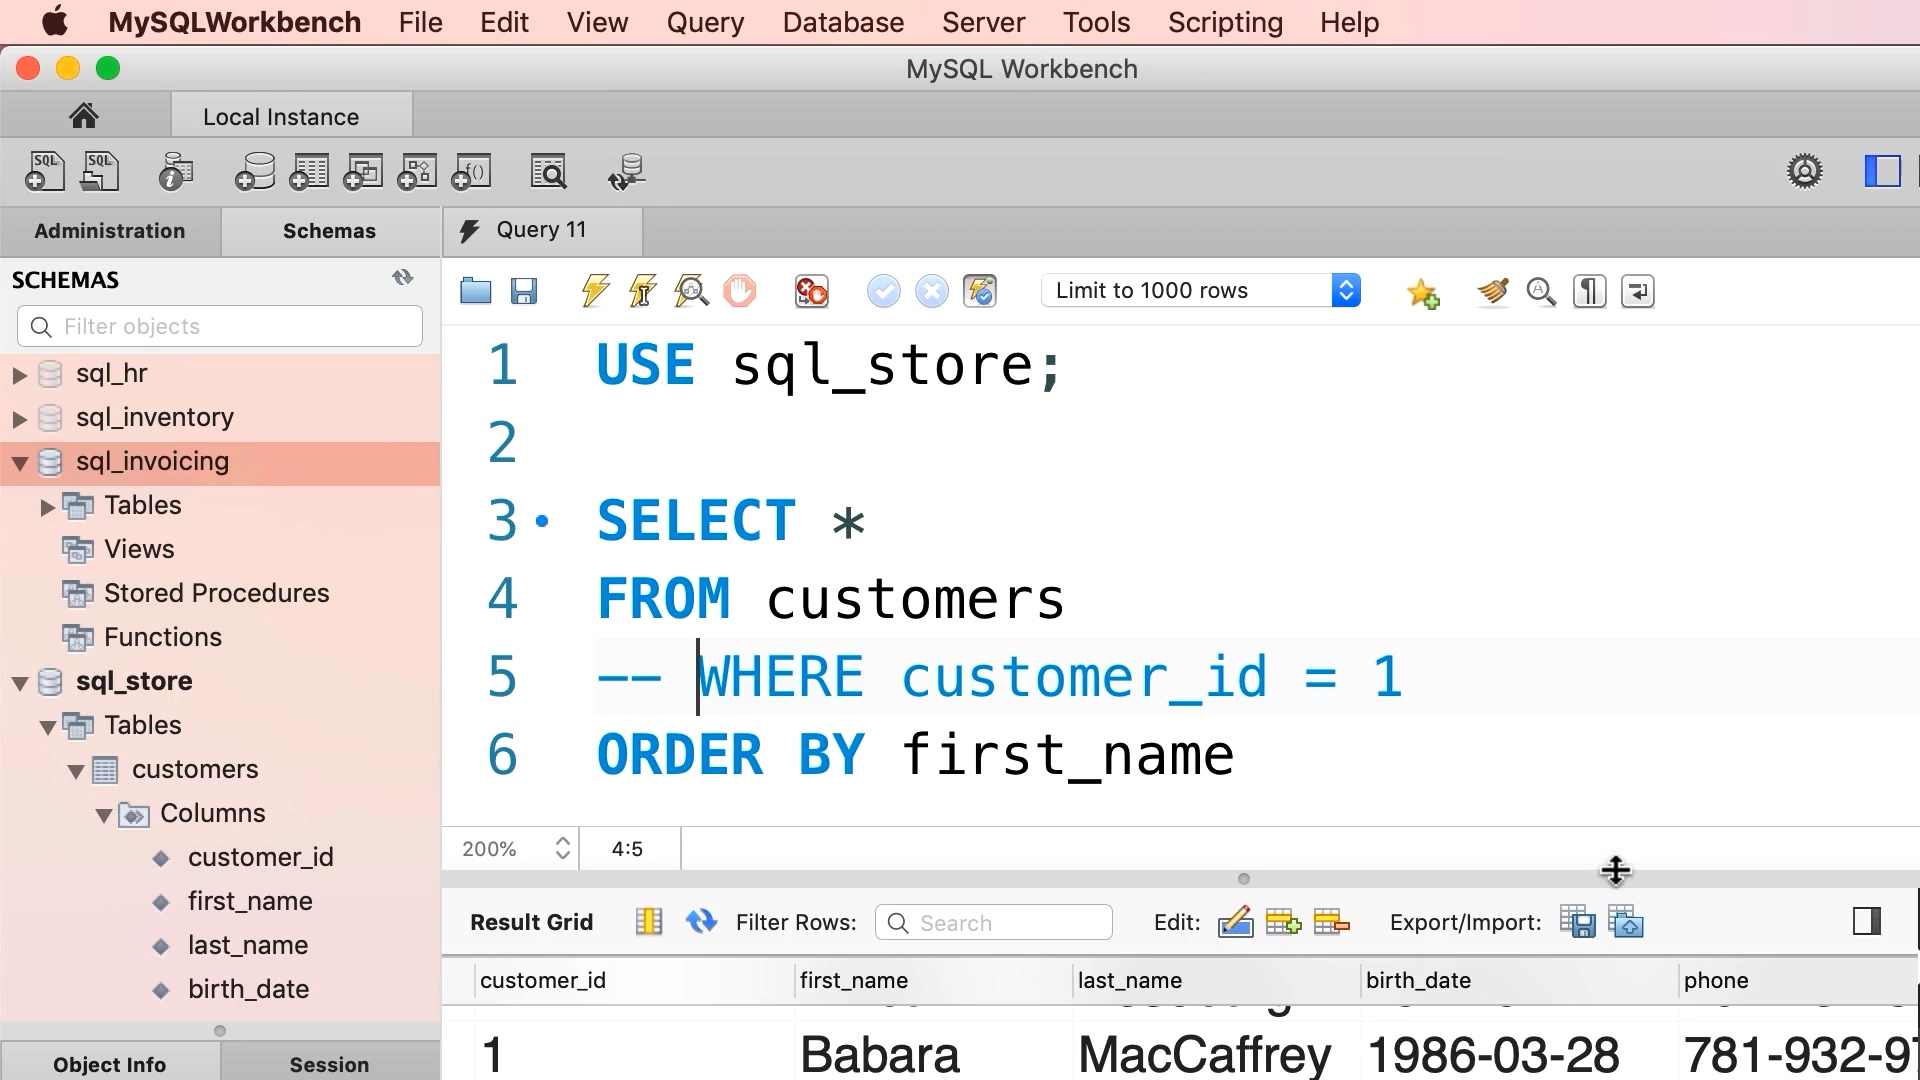 MySQLWorkbench File Edit View Query Database Server Tools Scripting Help
MySQL Workbench
Local Instance
SQL SQL
Administration Schemas Query 11
SCHEMAS
Filter objects
Limit to 1000 rows
sql_hr
sql_inventory
sql_invoicing
Tables
Views
Stored Procedures
Functions
sql_store
Tables
customers
Columns
customer_id
first_name
last_name
birth_date
Object Info Session
1 USE sql_store;
2
3 SELECT *
4 FROM customers
5 -- WHERE customer_id = 1
6 ORDER BY first_name
200% 4:5
Result Grid Filter Rows: Search Edit: Export/Import:
customer_id first_name last_name birth_date phone
1 Babara MacCaffrey 1986-03-28 781-932-9